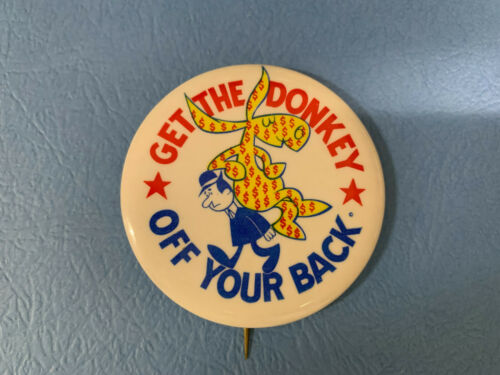 GET THE DONKEY
OFF YOUR BACK